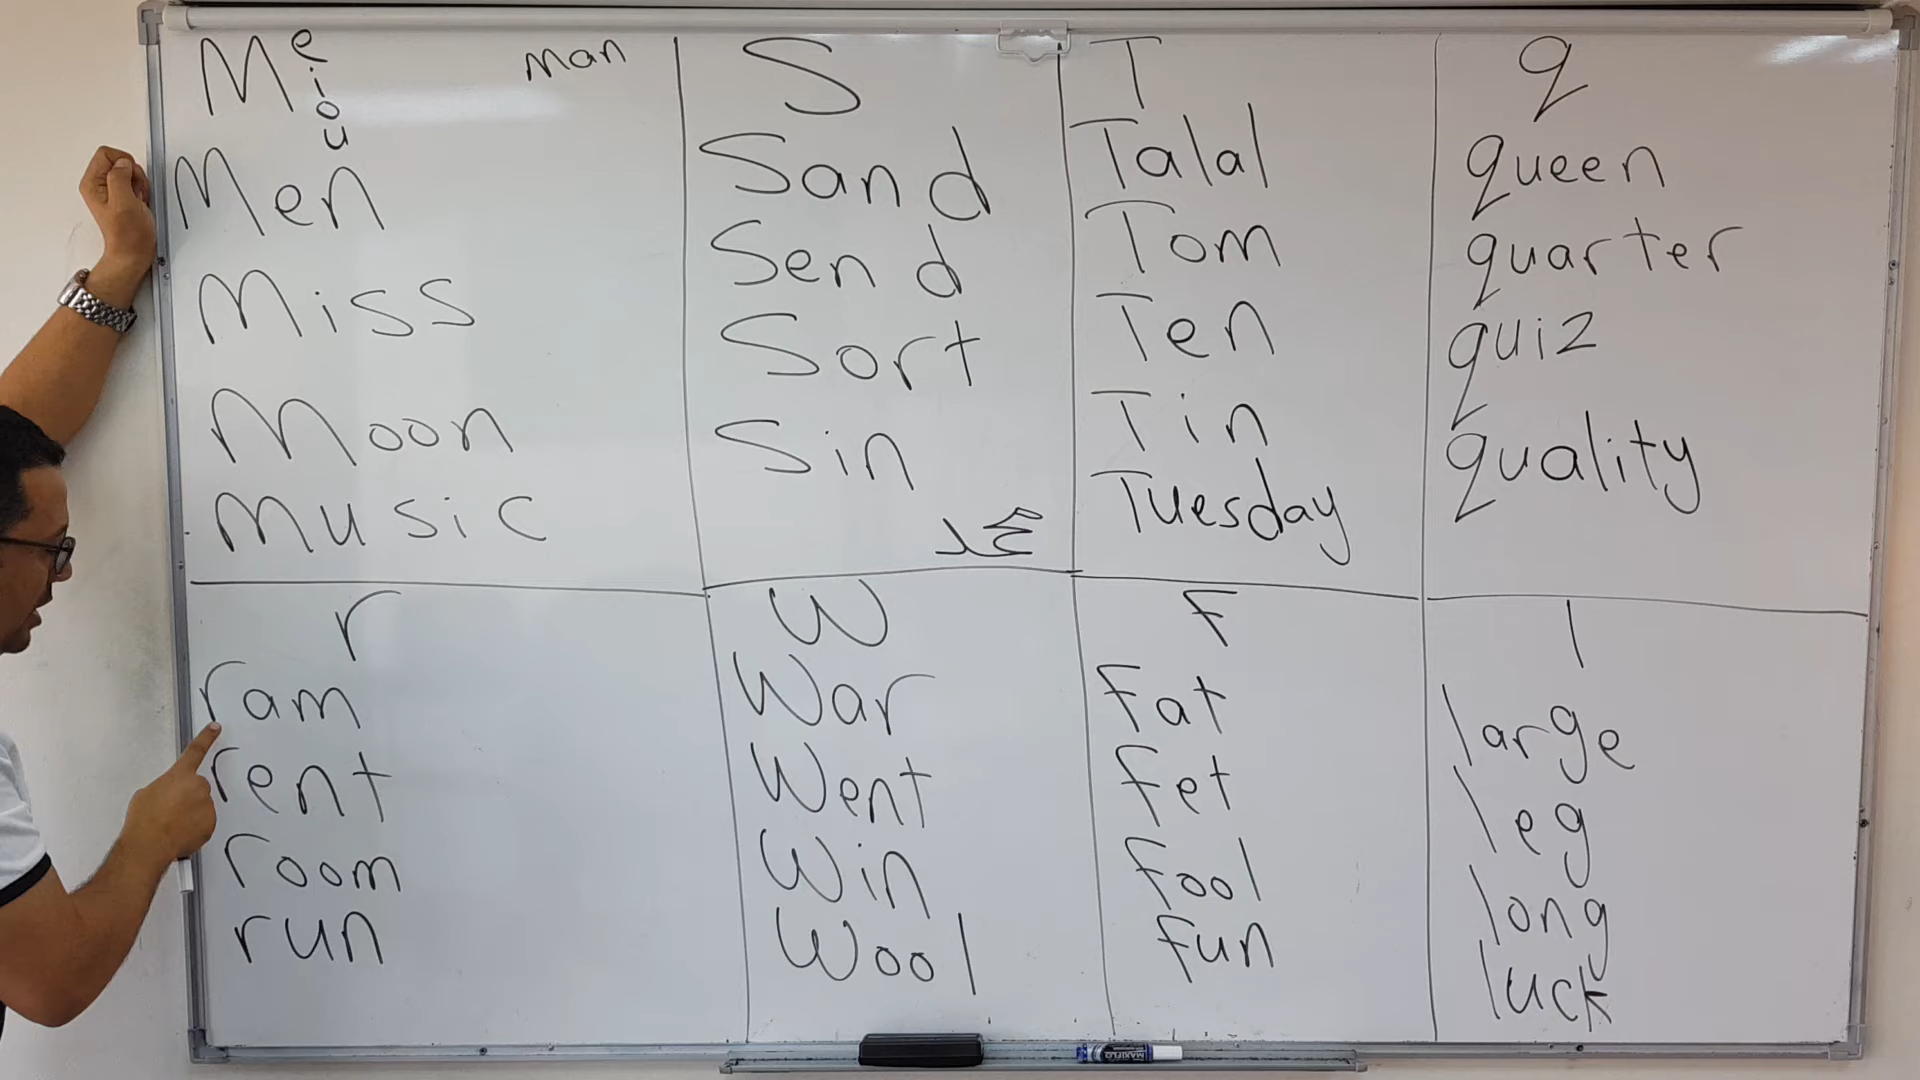 M e i o u man
Men
Miss
Moon
Music
S
Sand
Send
Sort
Sin
T
Talal
Tom
Ten
Tin
Tuesday
q
queen
quarter
quiz
quality
r
ram
rent
room
run
W
War
Went
Win
Wool
F
Fat
Fet
Fool
Fun
l
large
leg
long
luck
MAXIFLO